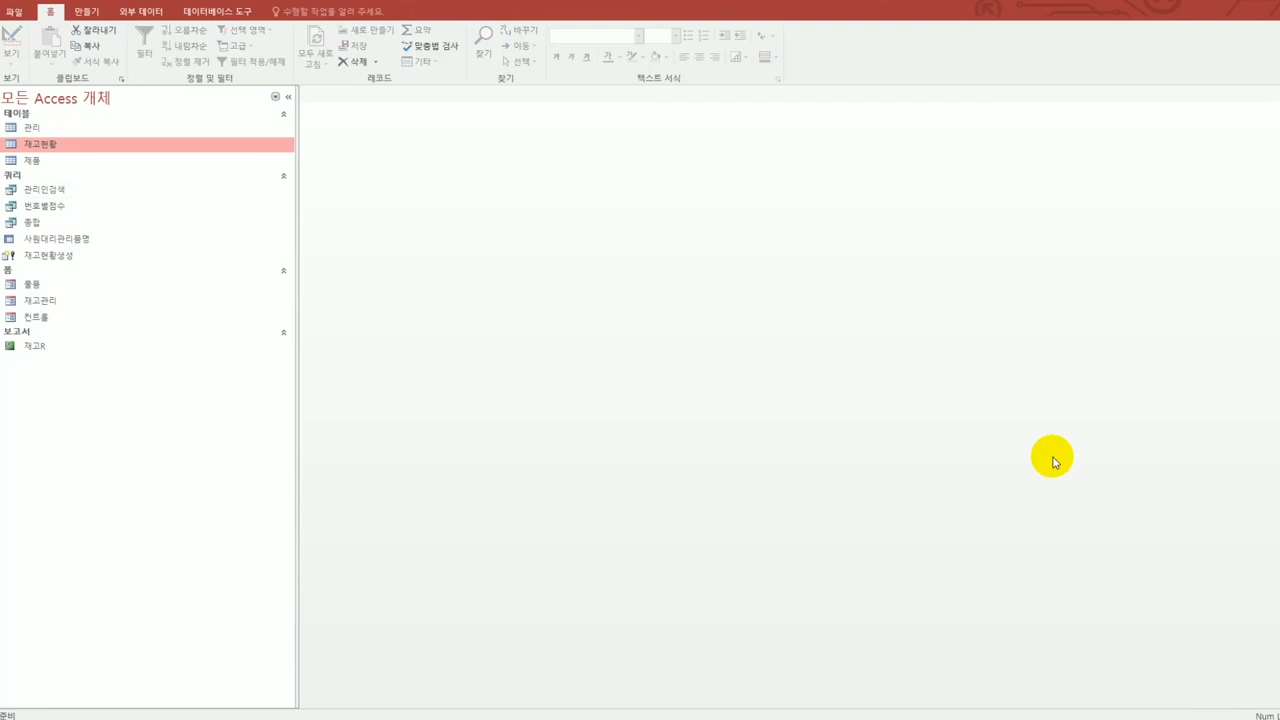 파일 홈 만들기 외부 데이터 데이터베이스 도구 수행할 작업을 알려 주세요.
보기
보기
붙여넣기
잘라내기
복사
서식 복사
클립보드
필터
오름차순
내림차순
정렬 제거
선택 영역
고급
필터 적용/해제
정렬 및 필터
모두 새로
고침
새로 만들기
저장
삭제
요약
맞춤법 검사
기타
레코드
찾기
바꾸기
이동
선택
찾기
가 가 가 가
텍스트 서식
모든 Access 개체
테이블
관리
재고현황
제품
쿼리
관리인검색
번호별점수
종합
사원대리관리품명
재고현황생성
폼
물품
재고관리
컨트롤
보고서
재고R
준비
Num L